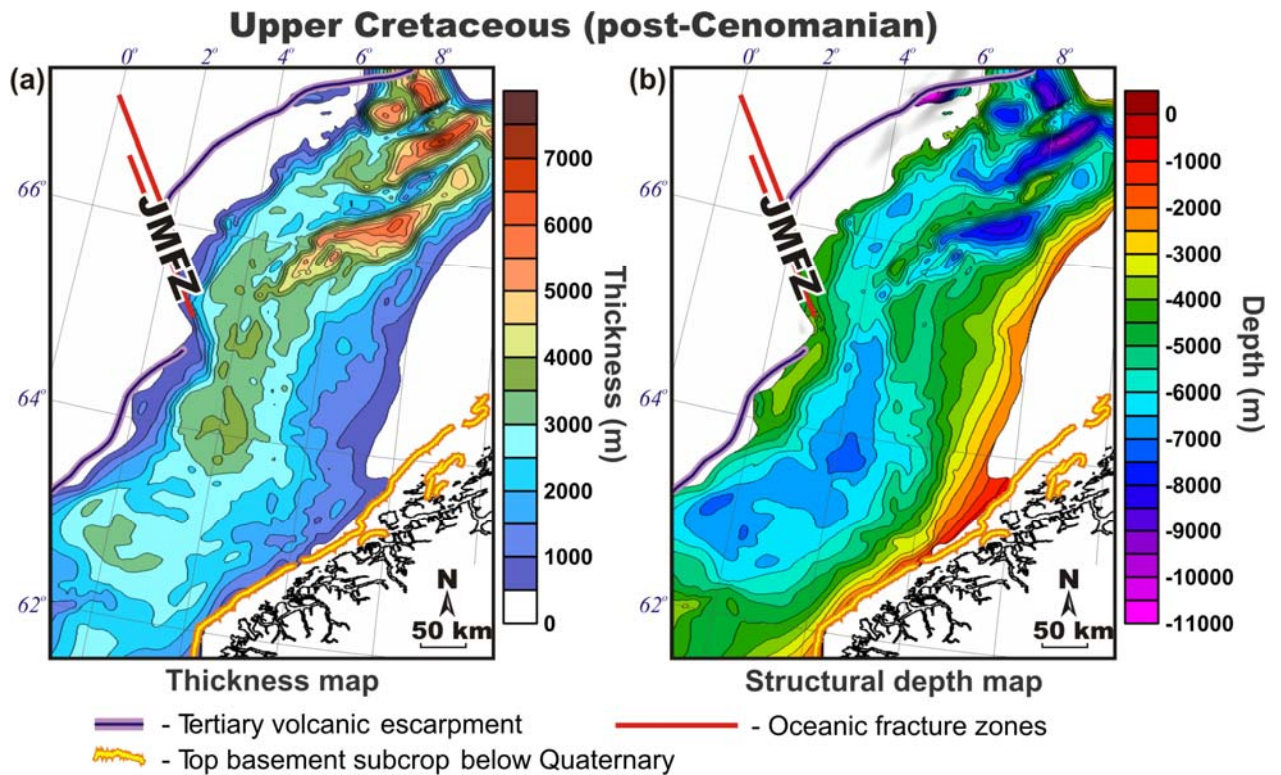 Upper Cretaceous (post-Cenomanian)
(a)
0° 2° 4° 6°
66°
64°
62°
JMFZ
N
50 km
7000
6000
5000
4000
3000
2000
1000
0
Thickness (m)
Thickness map
(b)
0° 2° 4° 6°
66°
64°
62°
JMFZ
N
50 km
0
-1000
-2000
-3000
-4000
-5000
-6000
-7000
-8000
-9000
-10000
-11000
Depth (m)
Structural depth map
- Tertiary volcanic escarpment
- Oceanic fracture zones
- Top basement subcrop below Quaternary